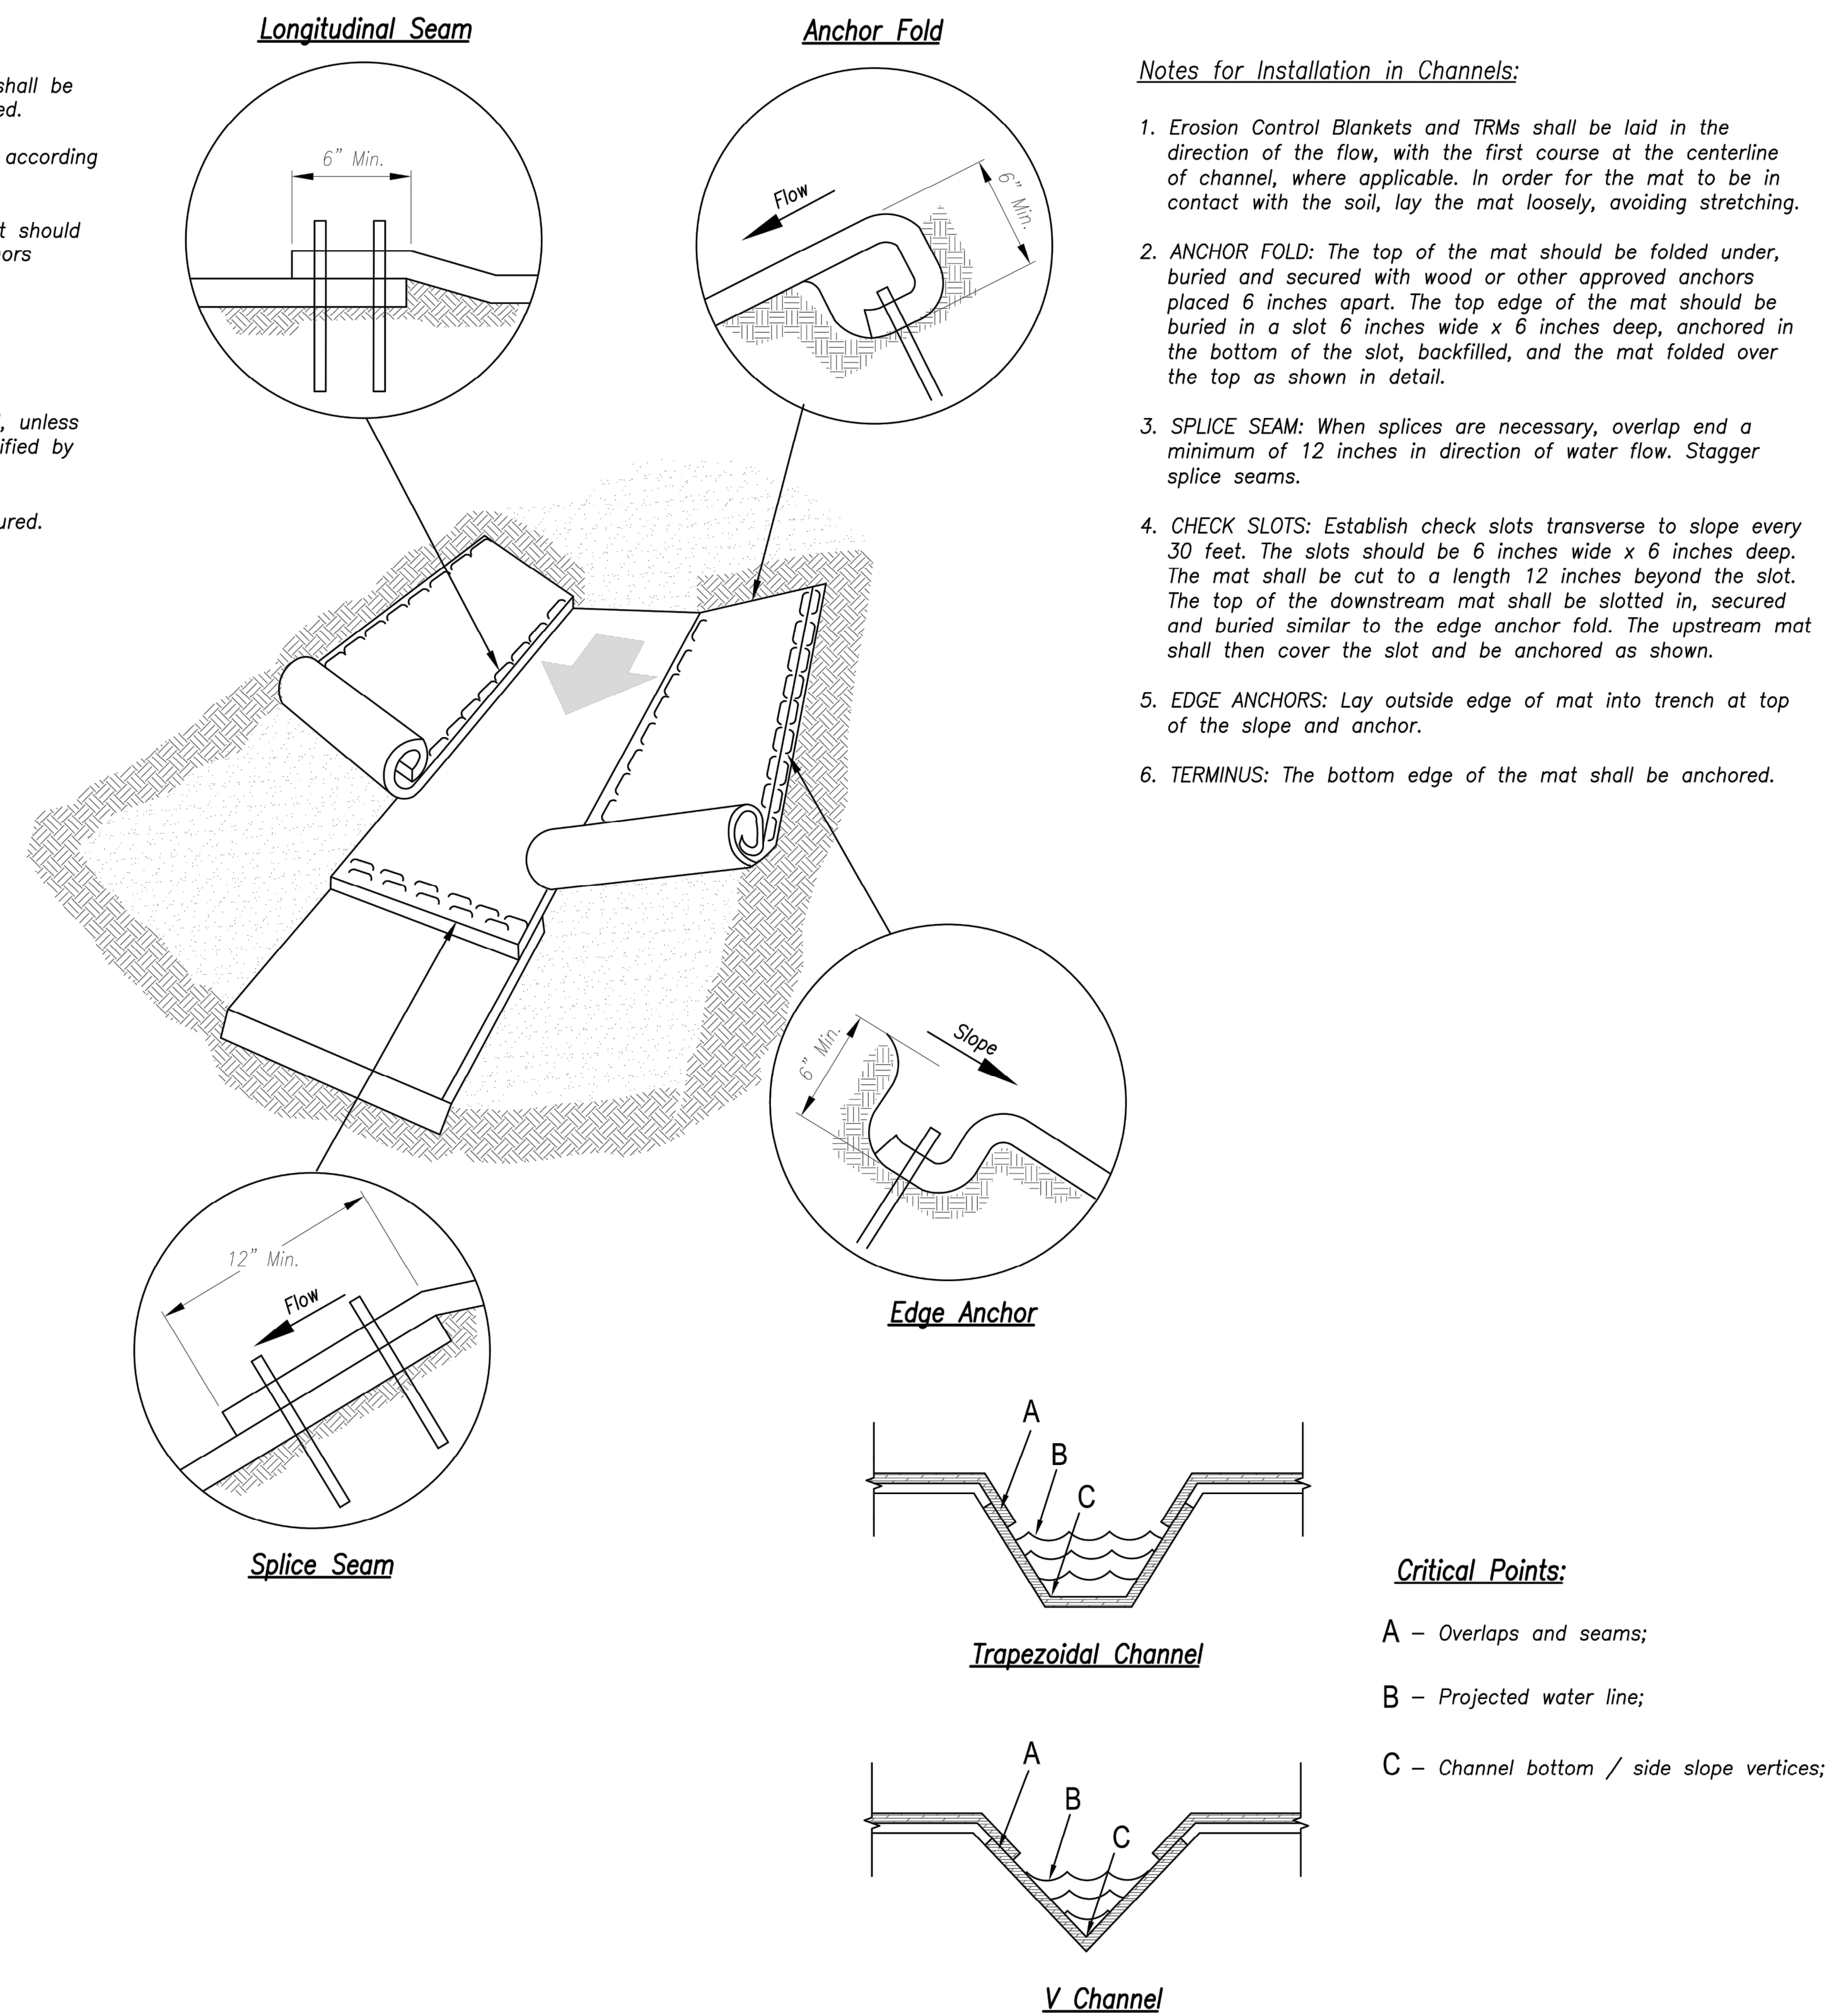 shall be
ed.
according
t should
ors
, unless
ified by
ured.
Longitudinal Seam
6" Min.
Anchor Fold
Flow
6" Min.
Notes for Installation in Channels:
1. Erosion Control Blankets and TRMs shall be laid in the
direction of the flow, with the first course at the centerline
of channel, where applicable. In order for the mat to be in
contact with the soil, lay the mat loosely, avoiding stretching.
2. ANCHOR FOLD: The top of the mat should be folded under,
buried and secured with wood or other approved anchors
placed 6 inches apart. The top edge of the mat should be
buried in a slot 6 inches wide x 6 inches deep, anchored in
the bottom of the slot, backfilled, and the mat folded over
the top as shown in detail.
3. SPLICE SEAM: When splices are necessary, overlap end a
minimum of 12 inches in direction of water flow. Stagger
splice seams.
4. CHECK SLOTS: Establish check slots transverse to slope every
30 feet. The slots should be 6 inches wide x 6 inches deep.
The mat shall be cut to a length 12 inches beyond the slot.
The top of the downstream mat shall be slotted in, secured
and buried similar to the edge anchor fold. The upstream mat
shall then cover the slot and be anchored as shown.
5. EDGE ANCHORS: Lay outside edge of mat into trench at top
of the slope and anchor.
6. TERMINUS: The bottom edge of the mat shall be anchored.
6" Min.
Slope
Edge Anchor
12" Min.
Flow
Splice Seam
A
B
C
Trapezoidal Channel
A
B
C
V Channel
Critical Points:
A – Overlaps and seams;
B – Projected water line;
C – Channel bottom / side slope vertices;